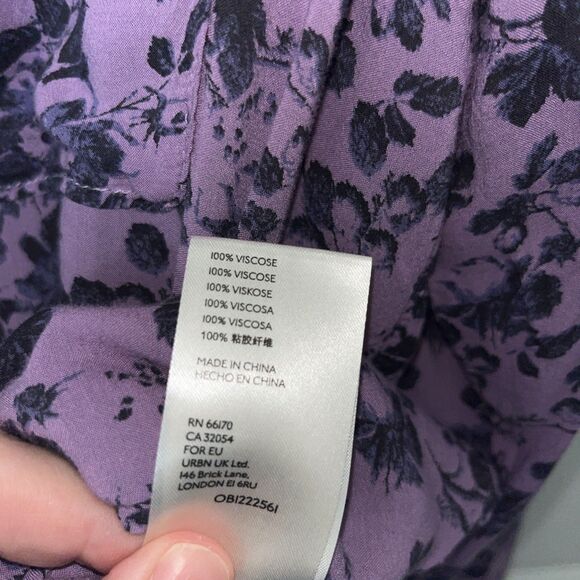 100% VISCOSE
100% VISCOSE
100% VISKOSE
100% VISCOSA
100% VISCOSA
100% 粘胶纤维
MADE IN CHINA
HECHO EN CHINA
RN 66170
CA 32054
FOR EU
URBN UK Ltd.
146 Brick Lane,
LONDON E1 6RU
OB1222561